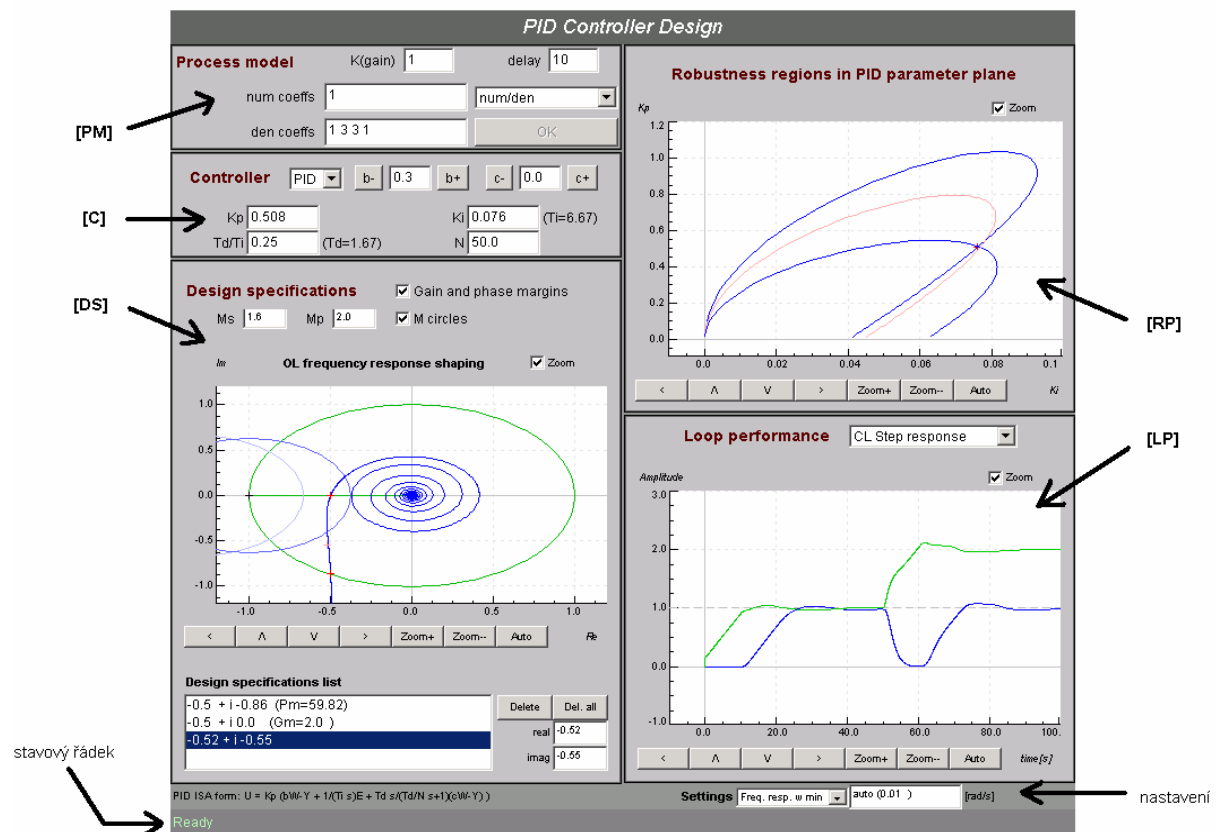 PID Controller Design
Process model
K(gain) 1
delay 10
num coeffs 1
num/den
den coeffs 1 3 3 1
OK
[PM]
Controller
PID
b- 0.3 b+
c- 0.0 c+
Kp 0.508
Ki 0.076 (Ti=6.67)
Td/Ti 0.25 (Td=1.67)
N 50.0
[C]
Design specifications
Gain and phase margins
Ms 1.6
Mp 2.0
M circles
[DS]
Im
OL frequency response shaping
Zoom
1.0
0.5
0.0
-0.5
-1.0
-1.0 -0.5 0.0 0.5 1.0
< Λ V > Zoom+ Zoom-- Auto
Re
Design specifications list
-0.5 + i -0.86 (Pm=59.82)
-0.5 + i 0.0 (Gm=2.0 )
-0.52 + i -0.55
Delete Del. all
real -0.52
imag -0.55
Robustness regions in PID parameter plane
Kp
Zoom
1.2
1.0
0.8
0.6
0.4
0.2
0.0
0.0 0.02 0.04 0.06 0.08 0.1
< Λ V > Zoom+ Zoom-- Auto
Ki
[RP]
Loop performance
CL Step response
[LP]
Amplitude
Zoom
3.0
2.0
1.0
0.0
-1.0
0.0 20.0 40.0 60.0 80.0 100.
< Λ V > Zoom+ Zoom-- Auto
time[s]
stavový řádek
PID ISA form: U = Kp (bW-Y + 1/(Ti s)E + Td s/(Td/N s+1)(cW-Y) )
Settings Freq. resp. w min auto (0.01 ) [rad/s]
nastavení
Ready